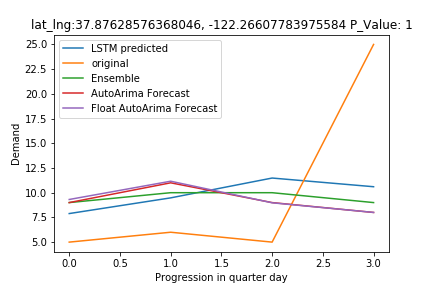 lat_lng:37.87628576368046, -122.26607783975584 P_Value: 1
25.0
22.5
20.0
17.5
15.0
12.5
10.0
7.5
5.0
Demand
LSTM predicted
original
Ensemble
AutoArima Forecast
Float AutoArima Forecast
0.0 0.5 1.0 1.5 2.0 2.5 3.0
Progression in quarter day